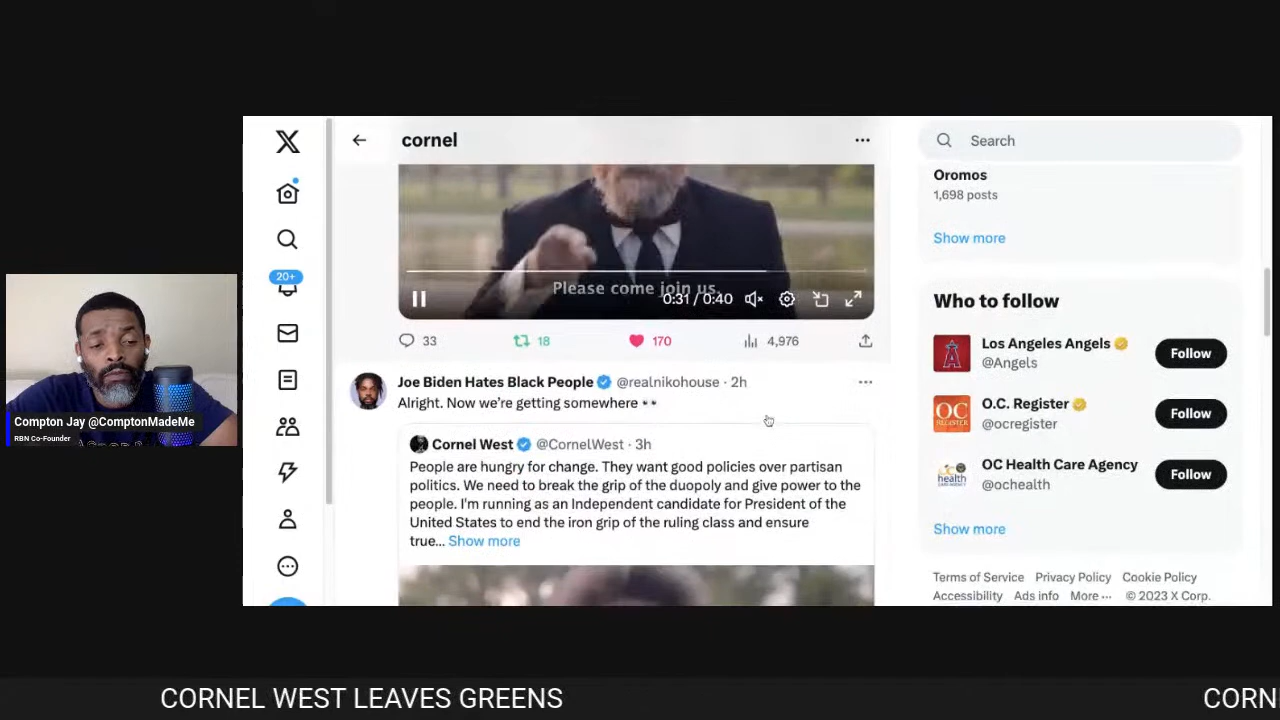 cornel
Search
Oromos
1,698 posts
Show more
Please come join us.
0:31 / 0:40
33
18
170
4,976
Joe Biden Hates Black People @realnikohouse · 2h
Alright. Now we're getting somewhere 👀
Cornel West @CornelWest · 3h
People are hungry for change. They want good policies over partisan
politics. We need to break the grip of the duopoly and give power to the
people. I'm running as an Independent candidate for President of the
United States to end the iron grip of the ruling class and ensure
true... Show more
20+
Who to follow
Los Angeles Angels
@Angels
Follow
O.C. Register
@ocregister
Follow
OC Health Care Agency
@ochealth
Follow
Show more
Terms of Service Privacy Policy Cookie Policy
Accessibility Ads info More ··· © 2023 X Corp.
OC
REGISTER
OC
health
Compton Jay @ComptonMadeMe
RBN Co-Founder
CORNEL WEST LEAVES GREENS
CORN